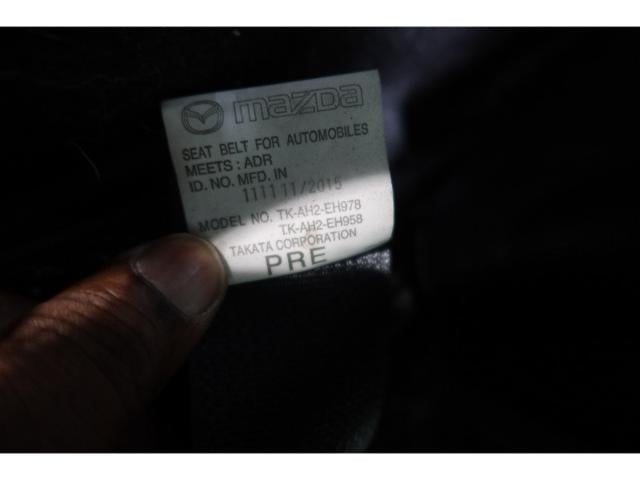 mazda
SEAT BELT FOR AUTOMOBILES
MEETS : ADR
ID. NO. MFD. IN
111111/2015
MODEL NO. TK-AH2-EH978
TK-AH2-EH958
TAKATA CORPORATION
PRE